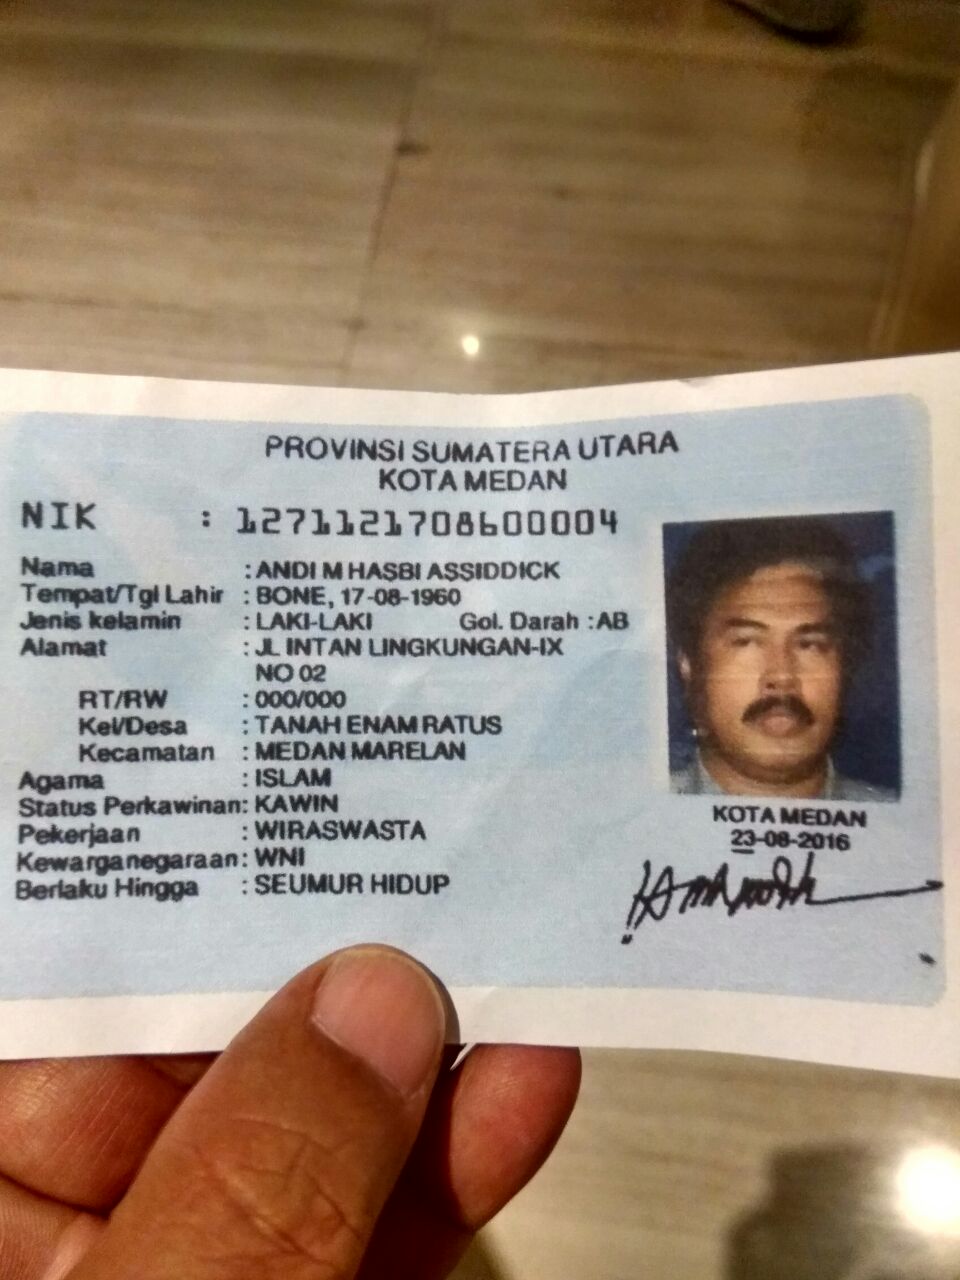 PROVINSI SUMATERA UTARA
KOTA MEDAN
NIK : 1271121708600004
Nama : ANDI M HASBI ASSIDDICK
Tempat/Tgl Lahir : BONE, 17-08-1960
Jenis kelamin : LAKI-LAKI Gol. Darah : AB
Alamat : JL INTAN LINGKUNGAN-IX
NO 02
RT/RW : 000/000
Kel/Desa : TANAH ENAM RATUS
Kecamatan : MEDAN MARELAN
Agama : ISLAM
Status Perkawinan: KAWIN
Pekerjaan : WIRASWASTA
Kewarganegaraan: WNI
Berlaku Hingga : SEUMUR HIDUP
KOTA MEDAN
23-08-2016